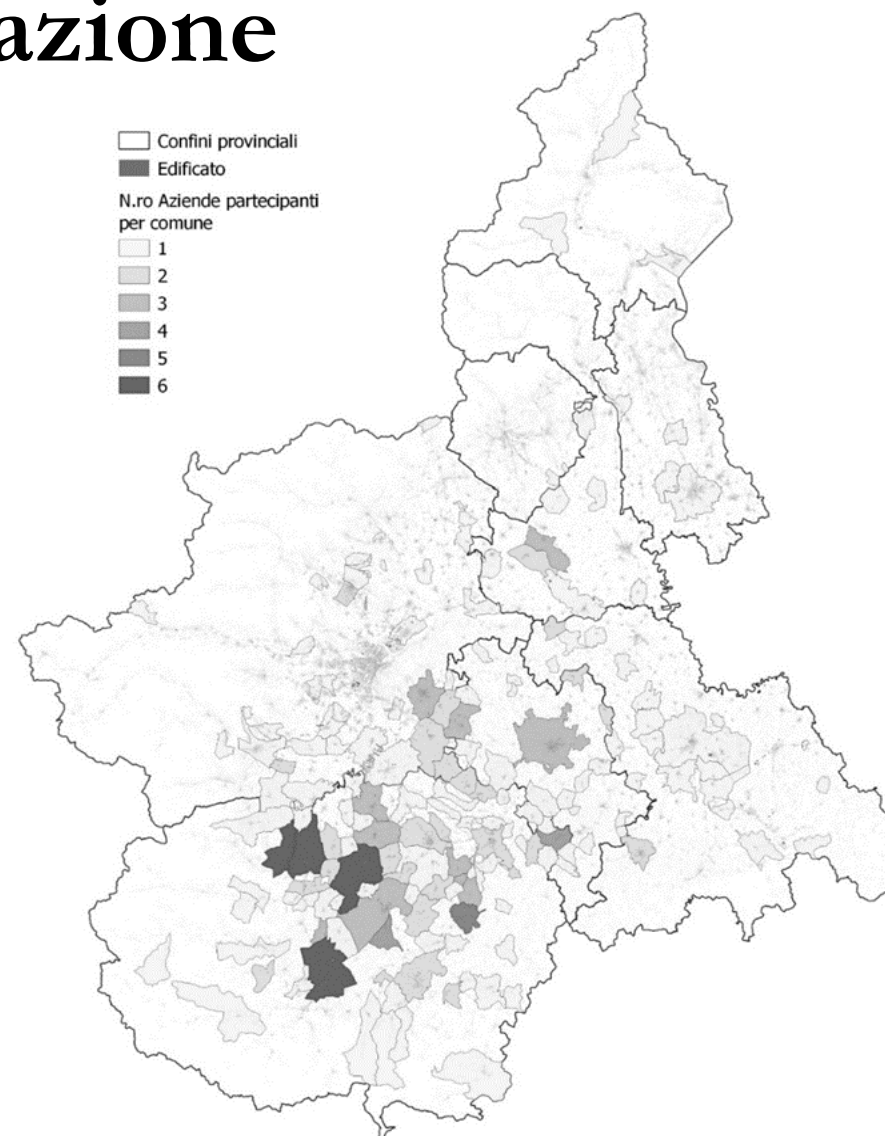 azione
Confini provinciali
Edificato
N.ro Aziende partecipanti
per comune
1
2
3
4
5
6